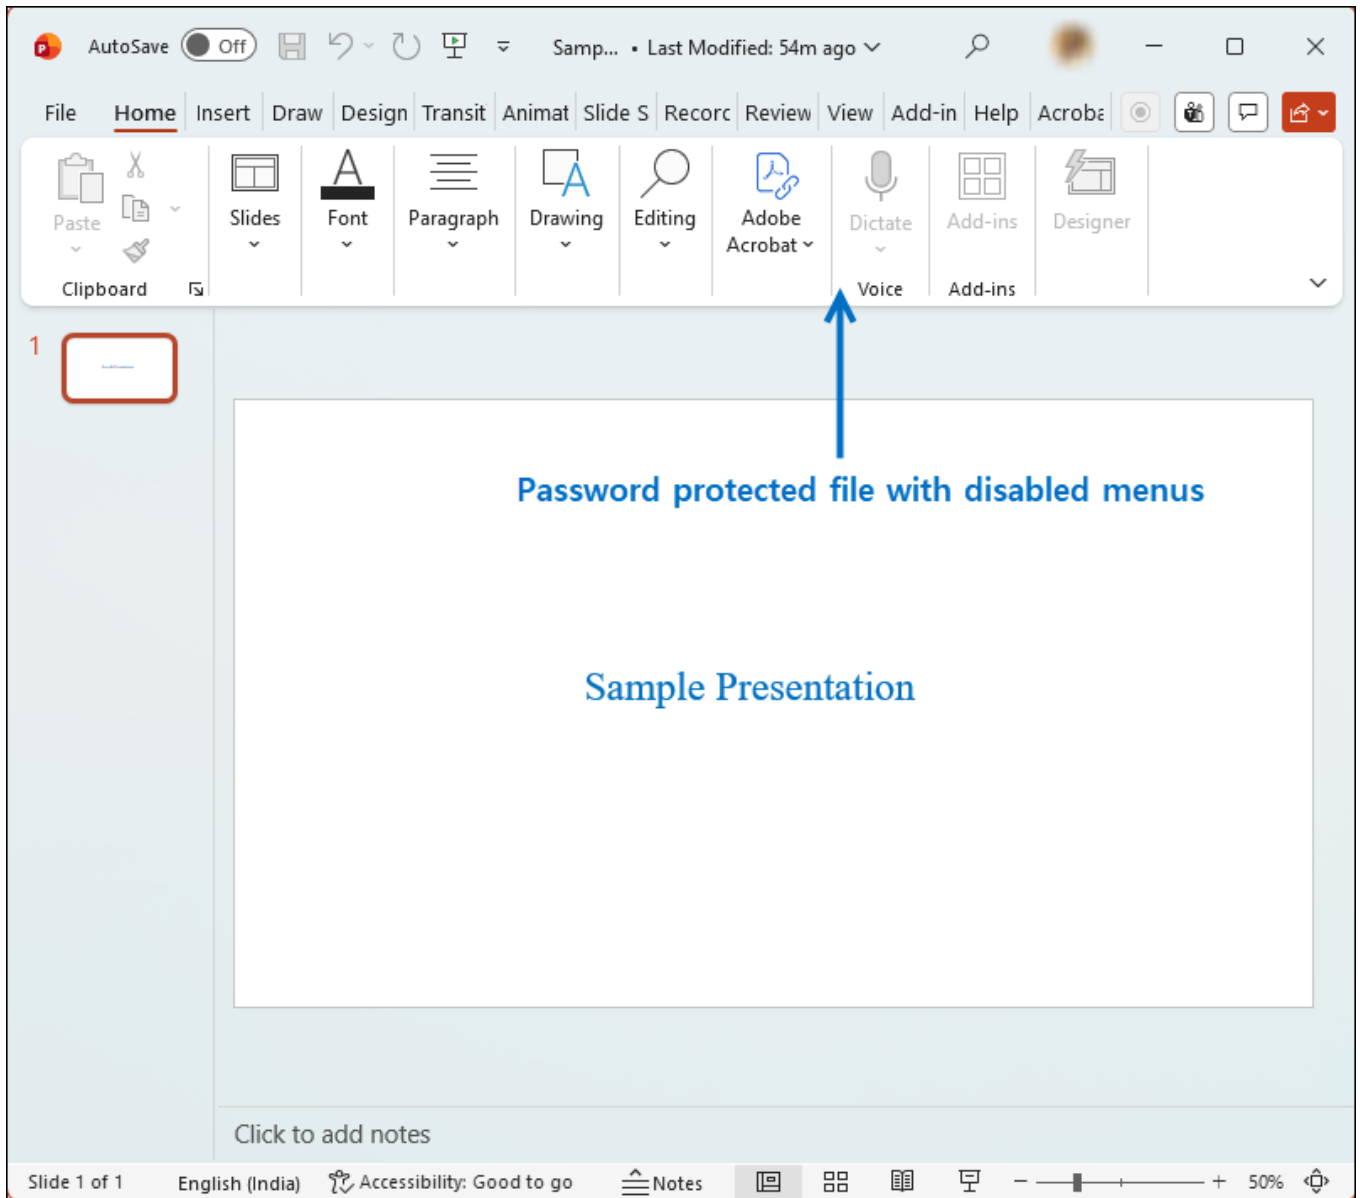 AutoSave Off Samp... • Last Modified: 54m ago
File Home Insert Draw Design Transit Animat Slide S Recorc Review View Add-in Help Acroba
Paste
Clipboard
Slides
Font
Paragraph
Drawing
Editing
Adobe
Acrobat
Dictate
Voice
Add-ins
Add-ins
Designer
1
Password protected file with disabled menus
Sample Presentation
Click to add notes
Slide 1 of 1 English (India) Accessibility: Good to go Notes 50%